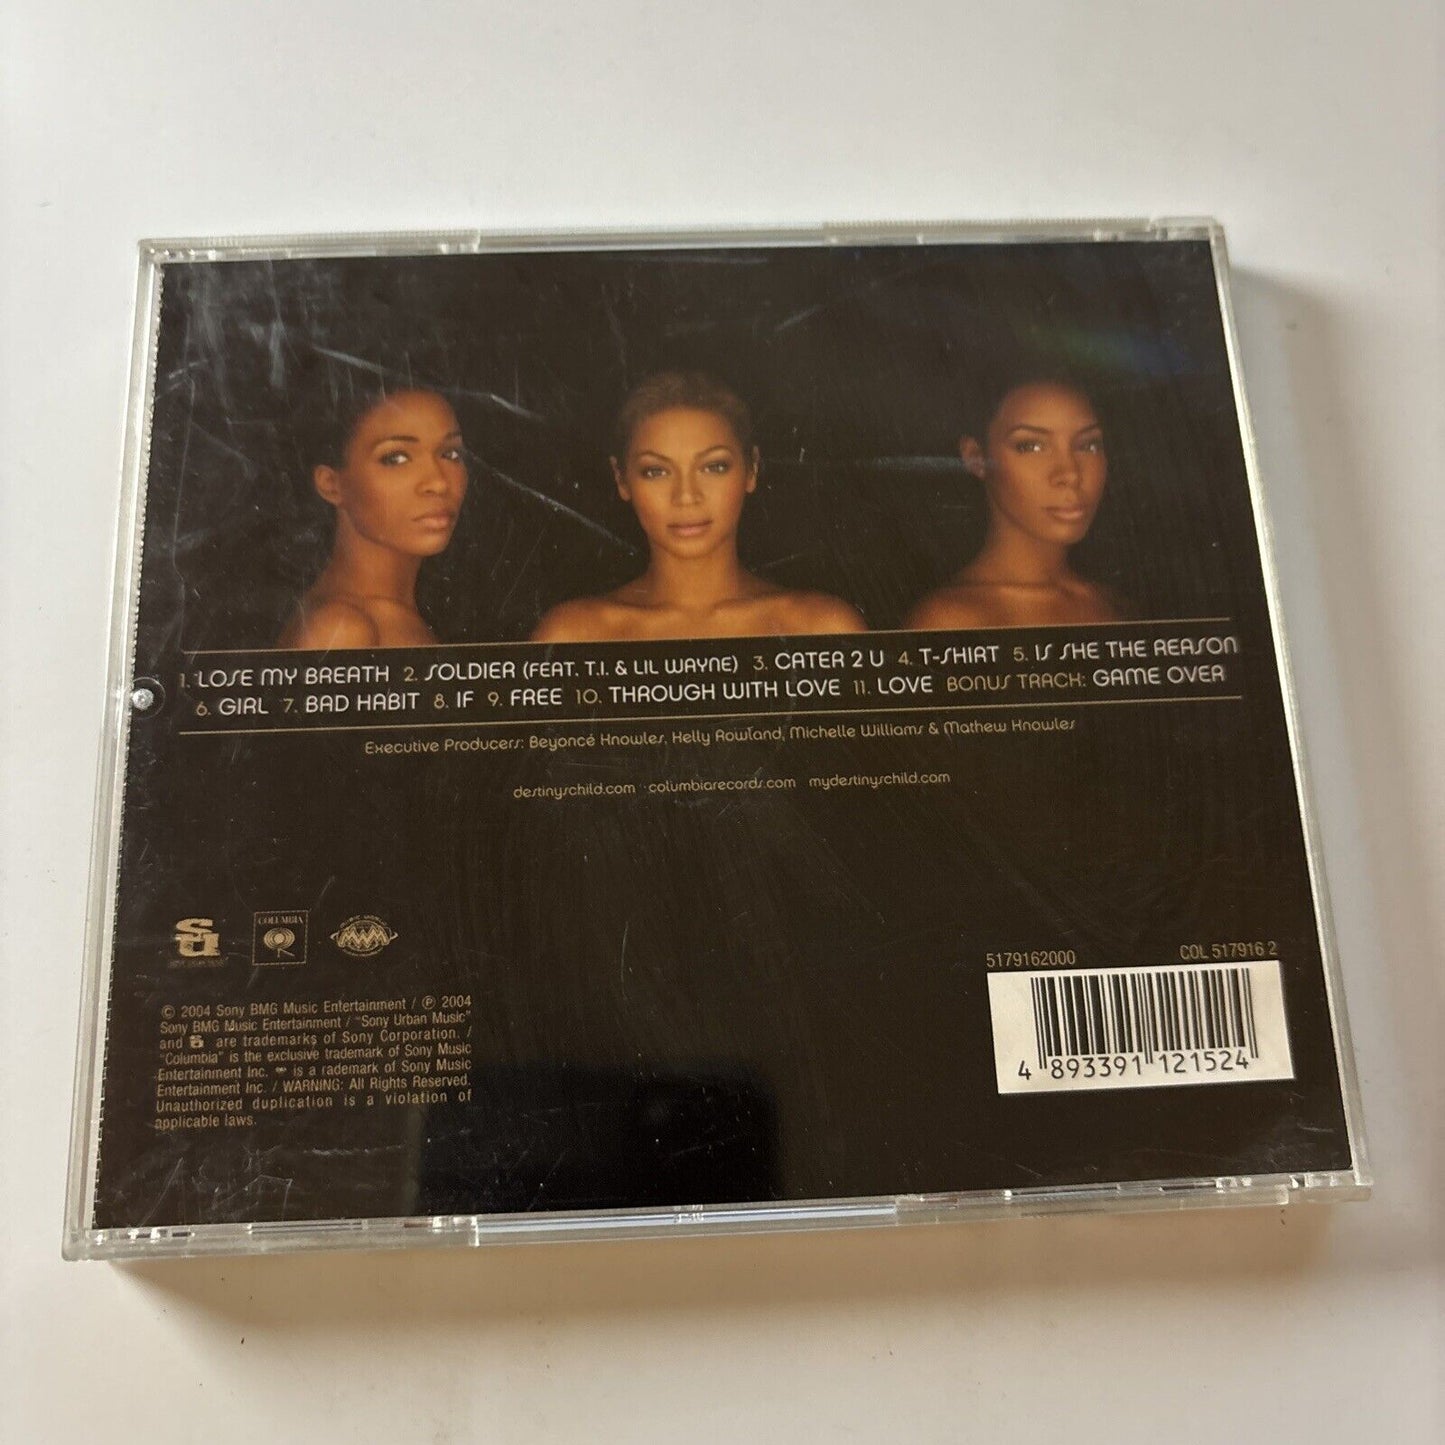 1. LOSE MY BREATH 2. SOLDIER (FEAT. T.I. & LIL WAYNE) 3. CATER 2 U 4. T-SHIRT 5. IS SHE THE REASON
6. GIRL 7. BAD HABIT 8. IF 9. FREE 10. THROUGH WITH LOVE 11. LOVE BONUS TRACK: GAME OVER
Executive Producers: Beyoncé Knowles, Kelly Rowland, Michelle Williams & Mathew Knowles
destinyschild.com columbiarecords.com mydestinyschild.com
SU
COLUMBIA
MUSIC WORLD
MWM
5179162000 COL 517916 2
4 893391 121524
© 2004 Sony BMG Music Entertainment / ℗ 2004
Sony BMG Music Entertainment / "Sony Urban Music"
and are trademarks of Sony Corporation. /
"Columbia" is the exclusive trademark of Sony Music
Entertainment Inc. is a rademark of Sony Music
Entertainment Inc. / WARNING: All Rights Reserved.
Unauthorized duplication is a violation of
applicable laws.